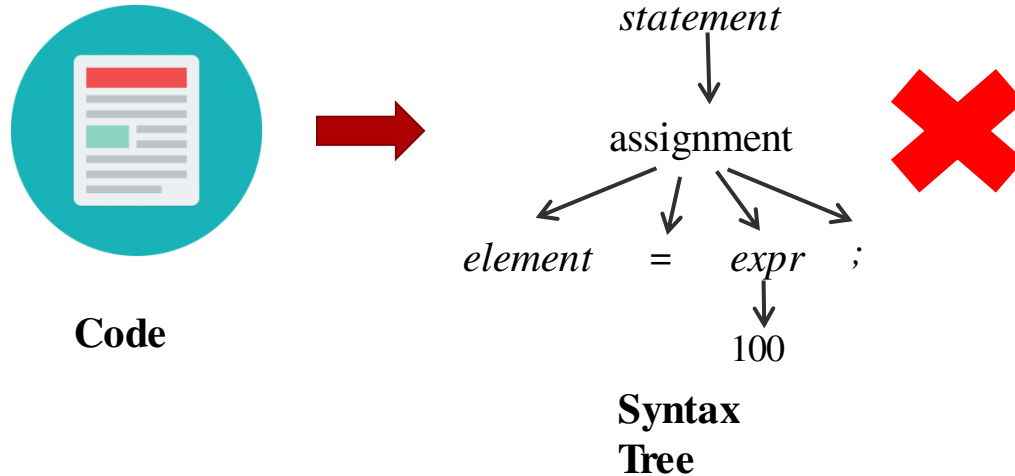 statement
assignment
element = expr ;
Code
100
Syntax
Tree